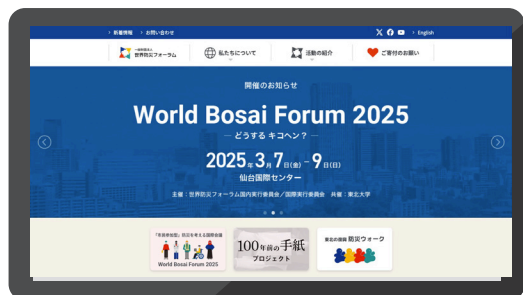 新着情報
お問い合わせ
English
一般財団法人
世界防災フォーラム
私たちについて
活動の紹介
ご寄付のお願い
開催のお知らせ
World Bosai Forum 2025
― どうする キコヘン？ ―
2025年3月7日(金) – 9日(日)
仙台国際センター
主催：世界防災フォーラム国内実行委員会／国際実行委員会 共催：東北大学
World Bosai Forum 2025
100年前の手紙
プロジェクト
防災ウォーク